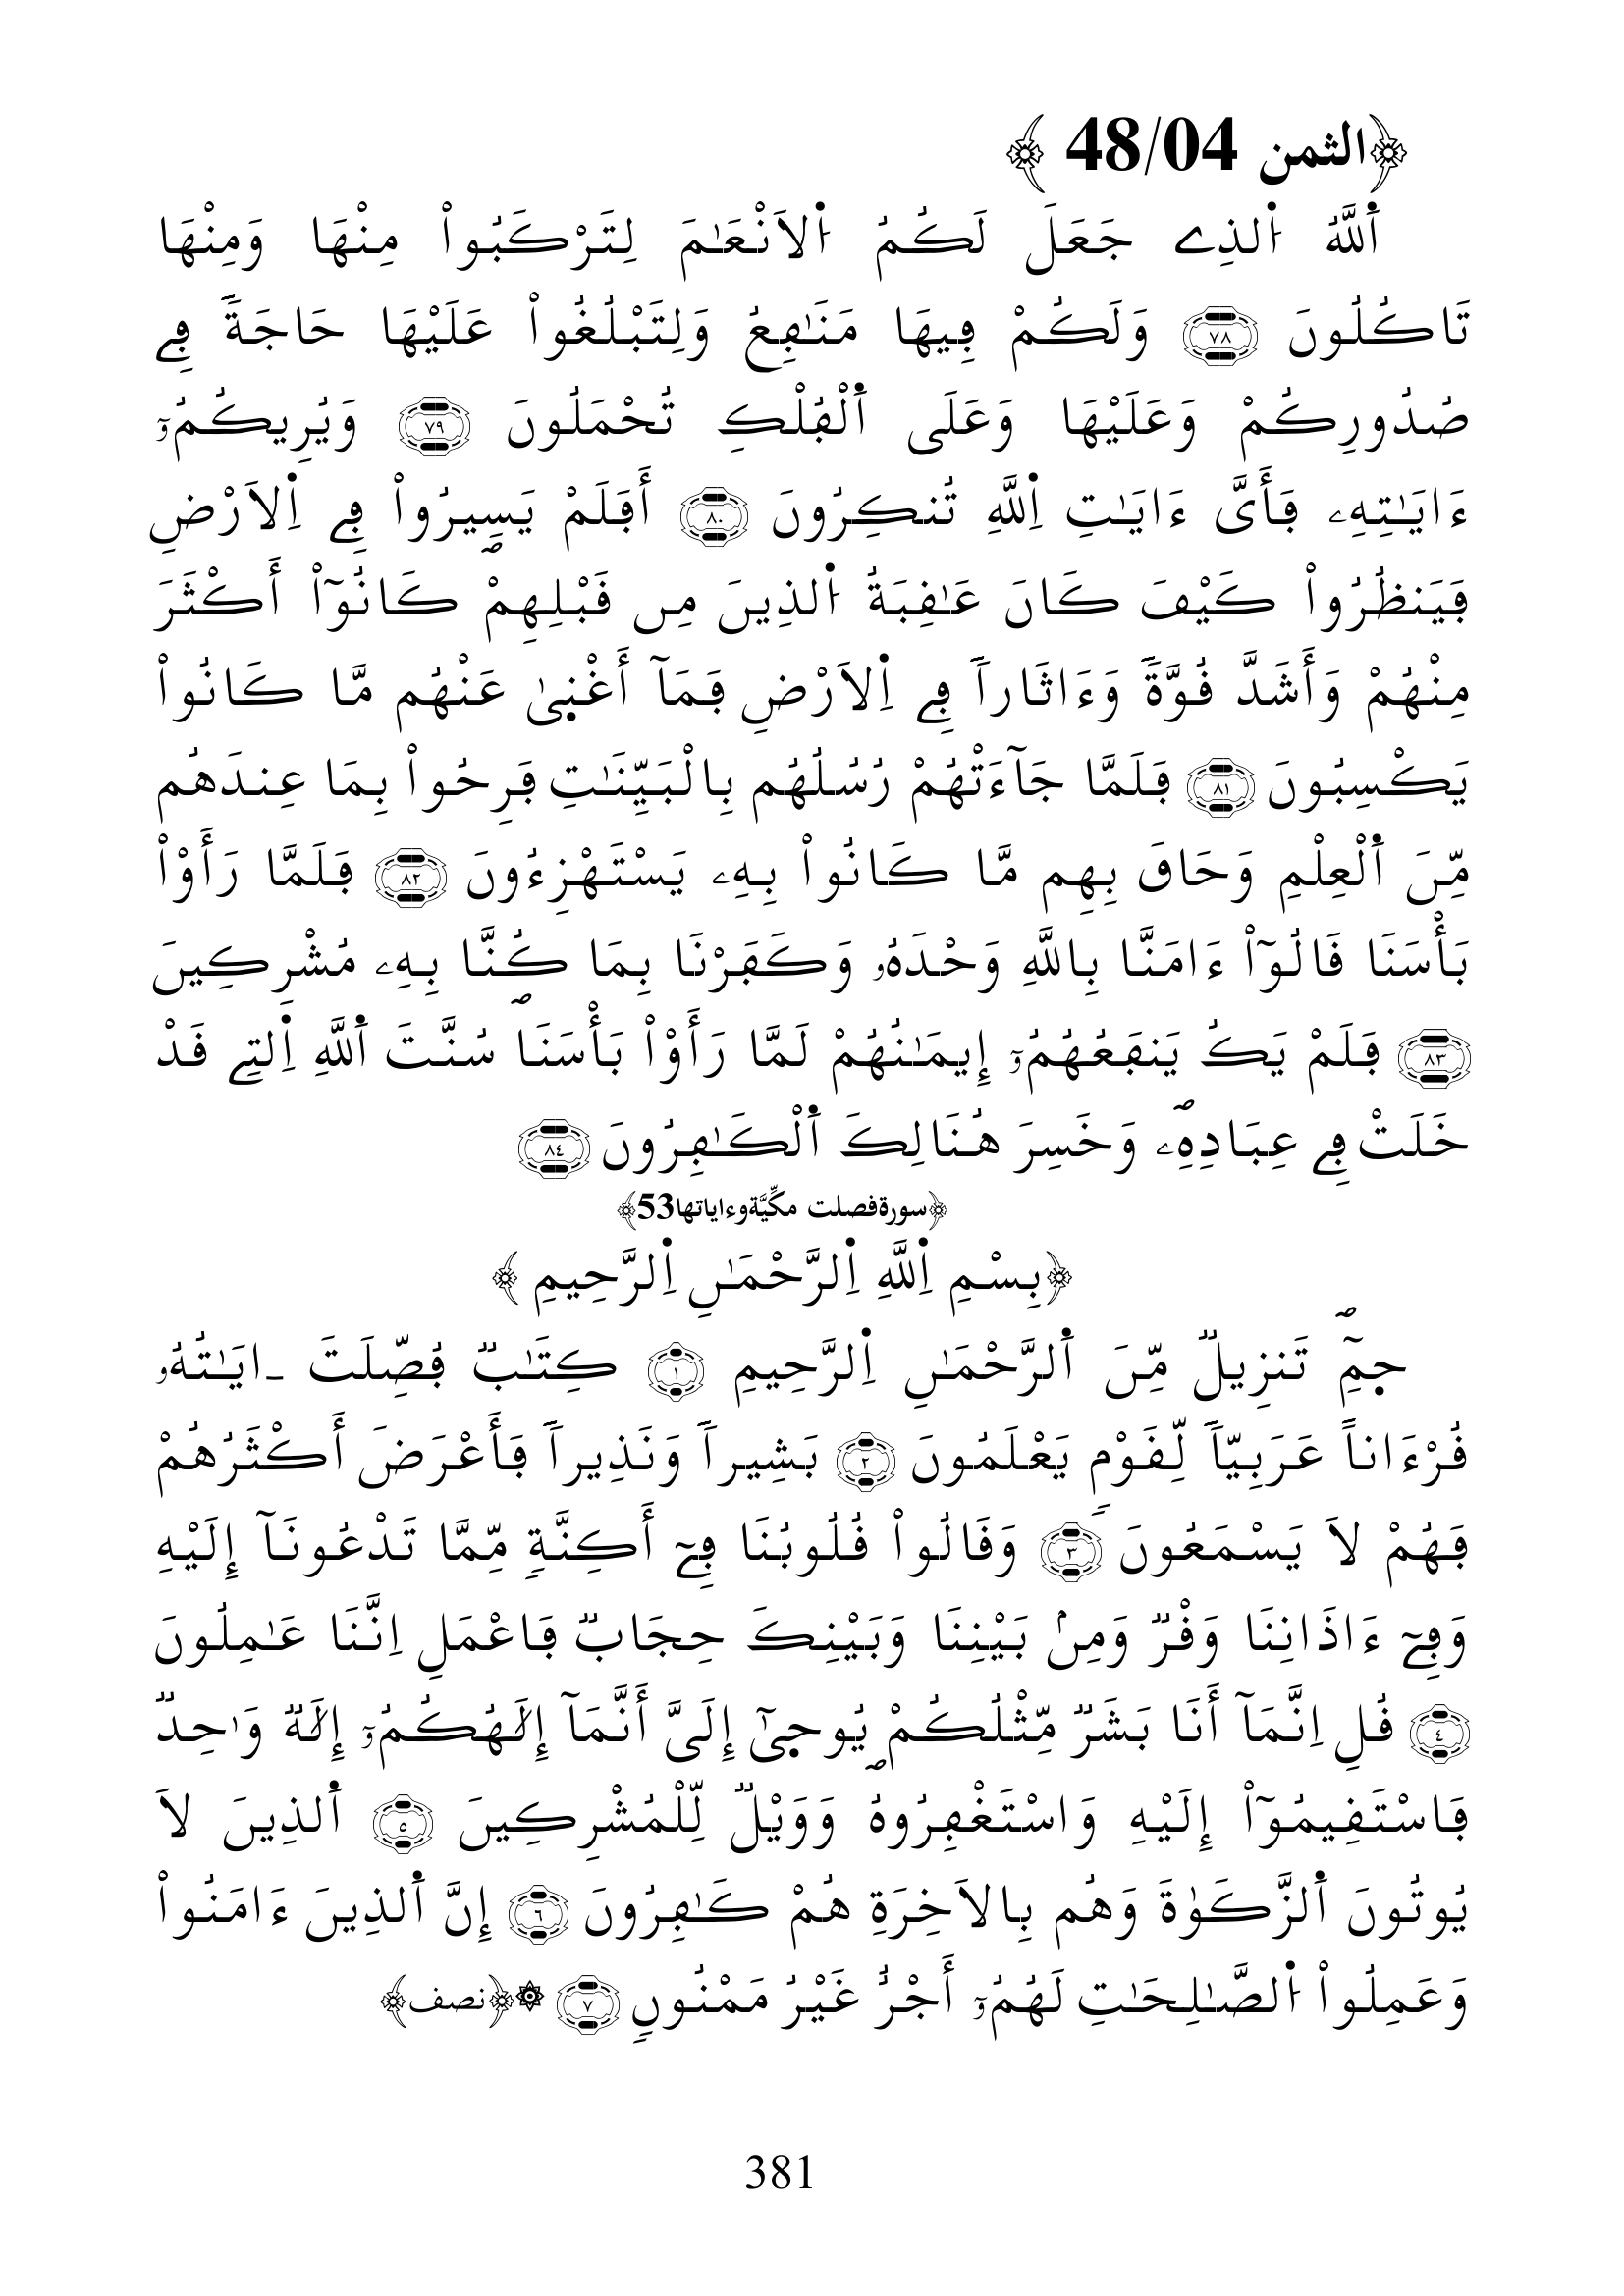 ﴿الثمن 48/04 ﴾
اَ۬للَّهُ اُ۬لذِے جَعَلَ لَكُمُ اُ۬لَانْعَٰمَ لِتَرْكَبُواْ مِنْهَا وَمِنْهَا
تَاكُلُونَ ٧٨ وَلَكُمْ فِيهَا مَنَٰفِعُ وَلِتَبْلُغُواْ عَلَيْهَا حَاجَةٗ فِے
صُدُورِكُمْ وَعَلَيْهَا وَعَلَى اَ۬لْفُلْكِ تُحْمَلُونَ ٧٩ وَيُرِيكُمُۥٓ
ءَايَٰتِهِۦ فَأَىَّ ءَايَٰتِ اِ۬للَّهِ تُنكِرُونَ ٨٠ أَفَلَمْ يَسِيرُواْ فِے اِ۬لَارْضِ
فَيَنظُرُواْ كَيْفَ كَانَ عَٰقِبَةُ اُ۬لذِينَ مِن قَبْلِهِمْۖ كَانُوٓاْ أَكْثَرَ
مِنْهُمْ وَأَشَدَّ قُوَّةٗ وَءَاثَاراٗ فِے اِ۬لَارْضِ فَمَآ أَغْنٜىٰ عَنْهُم مَّا كَانُواْ
يَكْسِبُونَ ٨١ فَلَمَّا جَآءَتْهُمْ رُسُلُهُم بِالْبَيِّنَٰتِ فَرِحُواْ بِمَا عِندَهُم
مِّنَ اَ۬لْعِلْمِ وَحَاقَ بِهِم مَّا كَانُواْ بِهِۦ يَسْتَهْزِءُونَ ٨٢ فَلَمَّا رَأَوْاْ
بَأْسَنَا قَالُوٓاْ ءَامَنَّا بِاللَّهِ وَحْدَهُۥ وَكَفَرْنَا بِمَا كُنَّا بِهِۦ مُشْرِكِينَ
٨٣ فَلَمْ يَكُ يَنفَعُهُمُۥٓ إِيمَٰنُهُمْ لَمَّا رَأَوْاْ بَأْسَنَاۖ سُنَّتَ اَ۬للَّهِ اِ۬لتِے قَدْ
خَلَتْ فِے عِبَادِهِۦۖ وَخَسِرَ هُنَالِكَ اَ۬لْكَٰفِرُونَ ٨٤
﴿سورةفصلت مكِّيَّةوءاياتها53﴾
﴿بِسْمِ اِ۬للَّهِ اِ۬لرَّحْمَٰنِ اِ۬لرَّحِيمِ ﴾
حمٓۖ تَنزِيلٞ مِّنَ اَ۬لرَّحْمَٰنِ اِ۬لرَّحِيمِ ١ كِتَٰبٞ فُصِّلَتَ ـ ايَٰتُهُۥ
قُرْءَاناً عَرَبِيّاٗ لِّقَوْمٖ يَعْلَمُونَ ٢ بَشِيراٗ وَنَذِيراٗ فَأَعْرَضَ أَكْثَرُهُمْ
فَهُمْ لَا يَسْمَعُونَ ٣ وَقَالُواْ قُلُوبُنَا فِےٓ أَكِنَّةٖ مِّمَّا تَدْعُونَآ إِلَيْهِ
وَفِےٓ ءَاذَانِنَا وَقْرٞ وَمِنۢ بَيْنِنَا وَبَيْنِكَ حِجَابٞ فَاعْمَلِ اِنَّنَا عَٰمِلُونَ
٤ قُلِ اِنَّمَآ أَنَا بَشَرٞ مِّثْلُكُمْ يُوحٜىٰٓ إِلَىَّ أَنَّمَآ إِلَٰهُكُمُۥٓ إِلَٰهٞ وَٰحِدٞ
فَاسْتَقِيمُوٓاْ إِلَيْهِ وَاسْتَغْفِرُوهُۖ وَوَيْلٞ لِّلْمُشْرِكِينَ ٥ اَ۬لذِينَ لَا
يُوتُونَ اَ۬لزَّكَوٰةَ وَهُم بِالَاخِرَةِ هُمْ كَٰفِرُونَ ٦ إِنَّ اَ۬لذِينَ ءَامَنُواْ
وَعَمِلُواْ اُ۬لصَّٰلِحَٰتِ لَهُمُۥٓ أَجْرٌ غَيْرُ مَمْنُونٖ ٧ ۞﴿نصف﴾
381